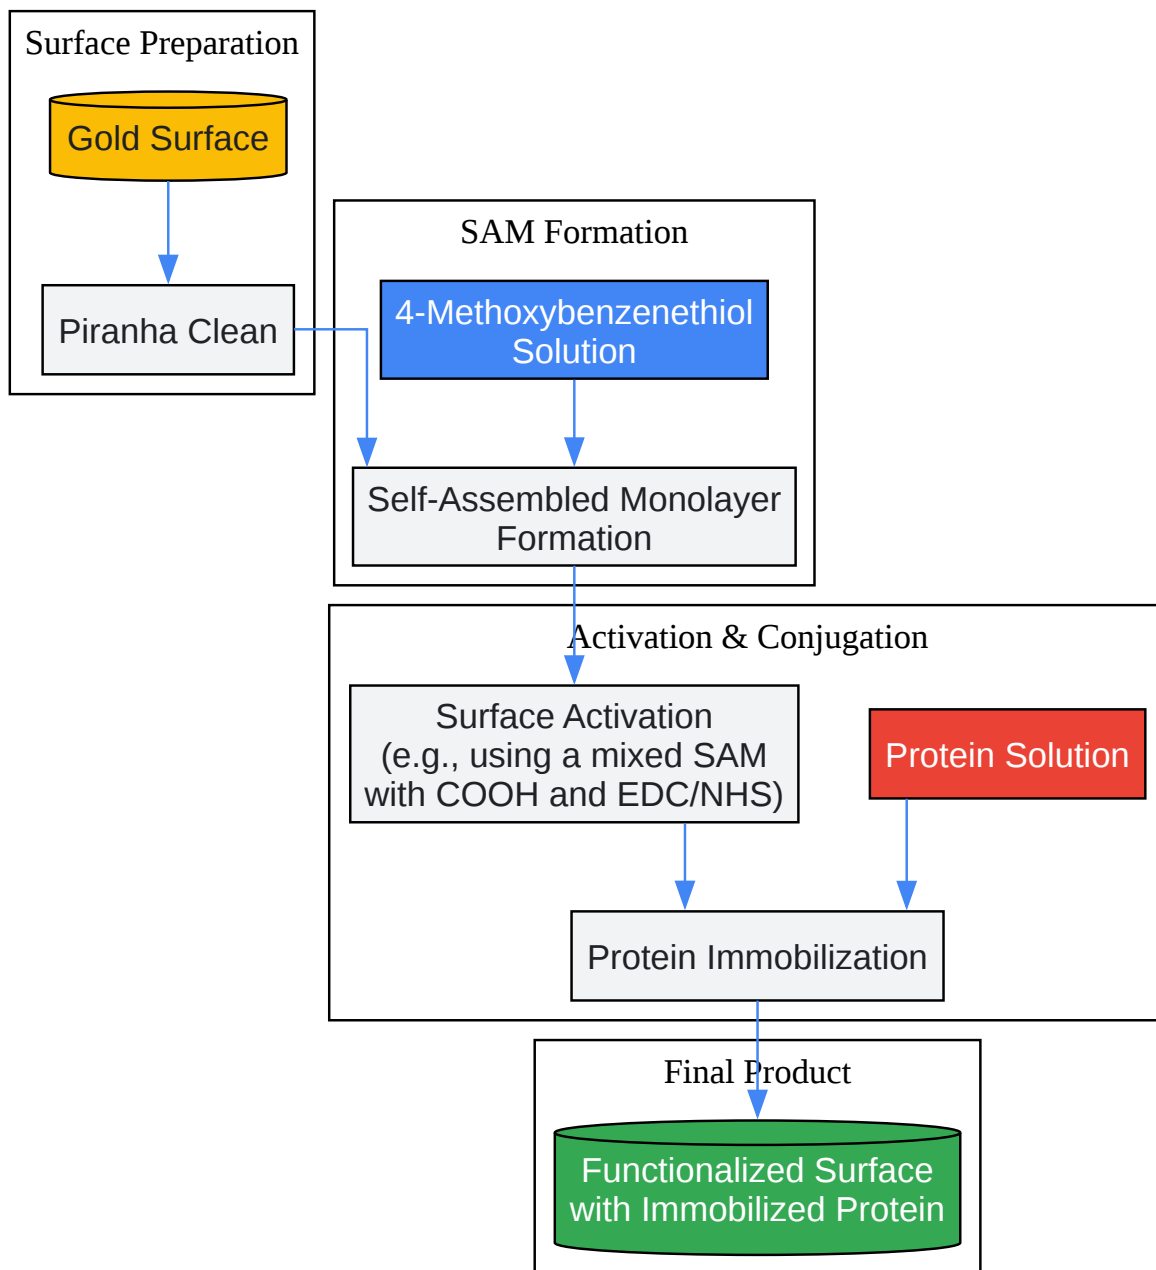 Surface Preparation
Gold Surface
Piranha Clean
SAM Formation
4-Methoxybenzenethiol
Solution
Self-Assembled Monolayer
Formation
Activation & Conjugation
Surface Activation
(e.g., using a mixed SAM
with COOH and EDC/NHS)
Protein Solution
Protein Immobilization
Final Product
Functionalized Surface
with Immobilized Protein